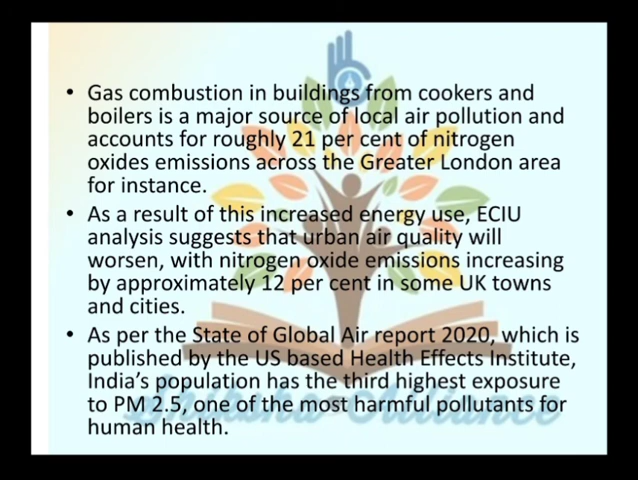 • Gas combustion in buildings from cookers and
boilers is a major source of local air pollution and
accounts for roughly 21 per cent of nitrogen
oxides emissions across the Greater London area
for instance.
• As a result of this increased energy use, ECIU
analysis suggests that urban air quality will
worsen, with nitrogen oxide emissions increasing
by approximately 12 per cent in some UK towns
and cities.
• As per the State of Global Air report 2020, which is
published by the US based Health Effects Institute,
India's population has the third highest exposure
to PM 2.5, one of the most harmful pollutants for
human health.
Shiksha Alliance